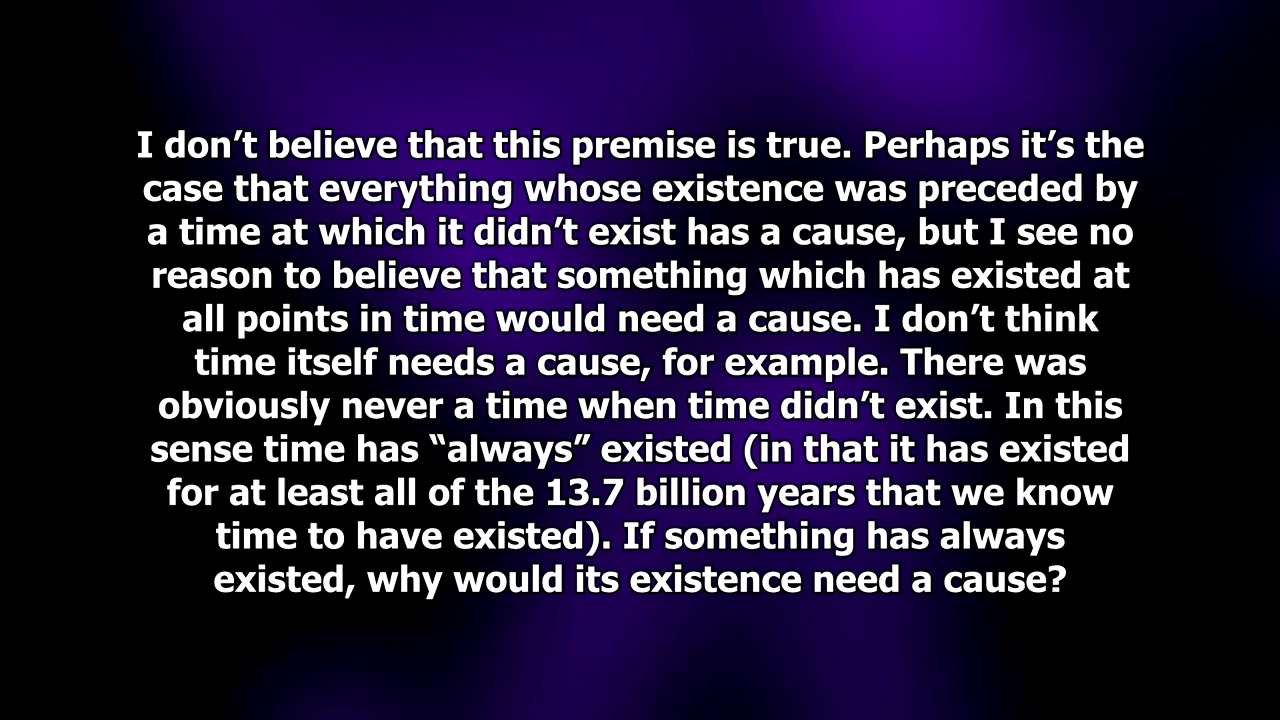 I don’t believe that this premise is true. Perhaps it’s the
case that everything whose existence was preceded by
a time at which it didn’t exist has a cause, but I see no
reason to believe that something which has existed at
all points in time would need a cause. I don’t think
time itself needs a cause, for example. There was
obviously never a time when time didn’t exist. In this
sense time has “always” existed (in that it has existed
for at least all of the 13.7 billion years that we know
time to have existed). If something has always
existed, why would its existence need a cause?